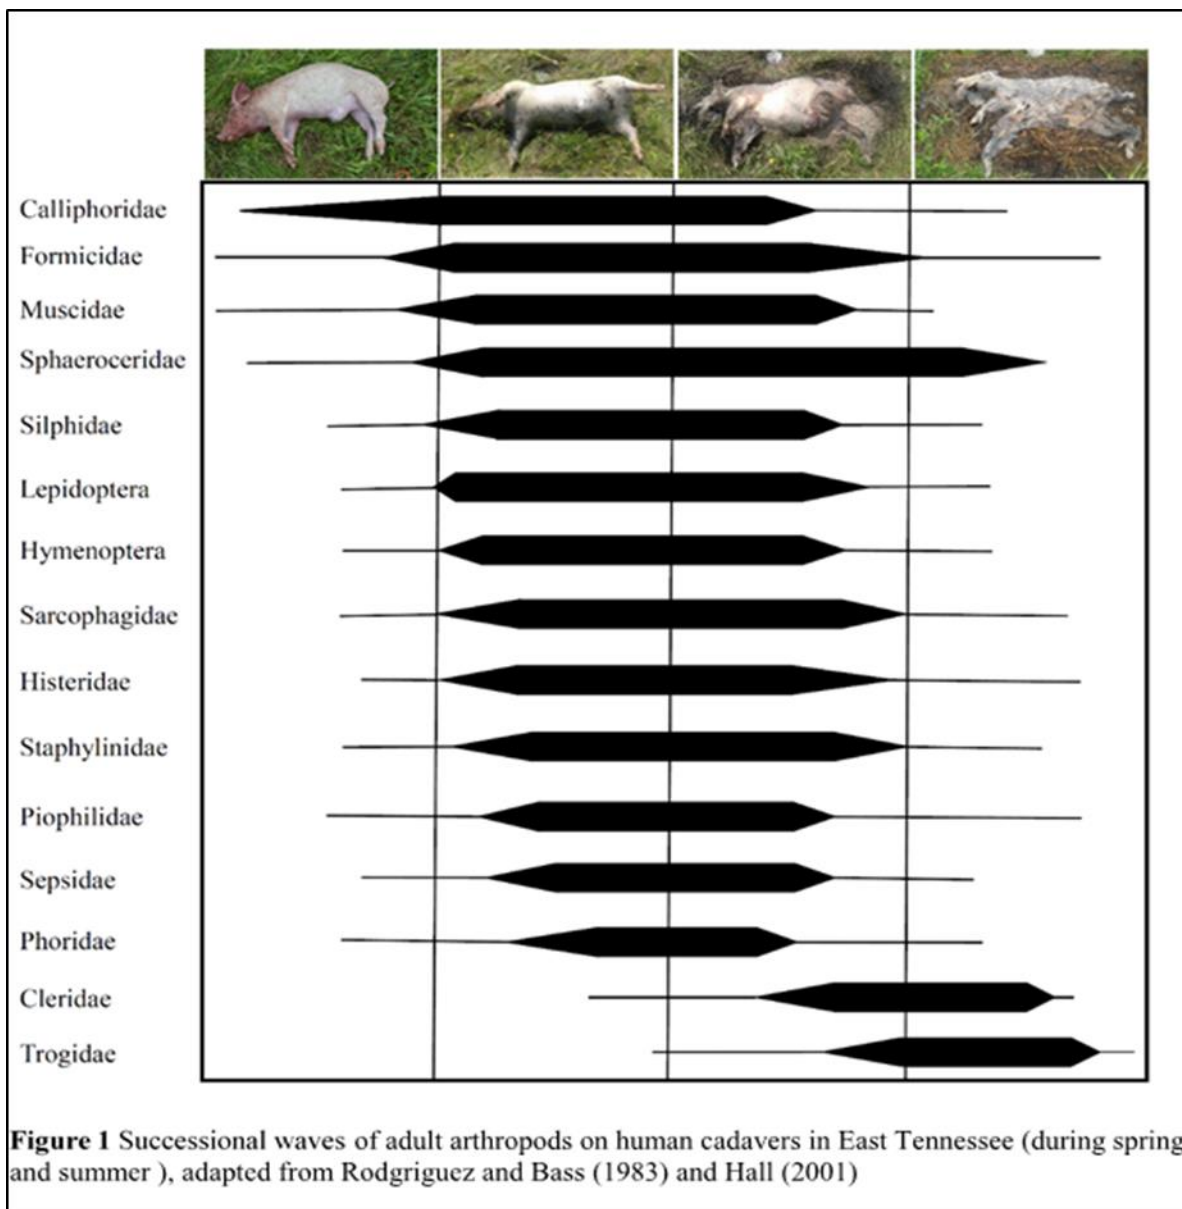 Calliphoridae
Formicidae
Muscidae
Sphaeroceridae
Silphidae
Lepidoptera
Hymenoptera
Sarcophagidae
Histeridae
Staphylinidae
Piophilidae
Sepsidae
Phoridae
Cleridae
Trogidae
Figure 1 Successional waves of adult arthropods on human cadavers in East Tennessee (during spring
and summer ), adapted from Rodgriguez and Bass (1983) and Hall (2001)